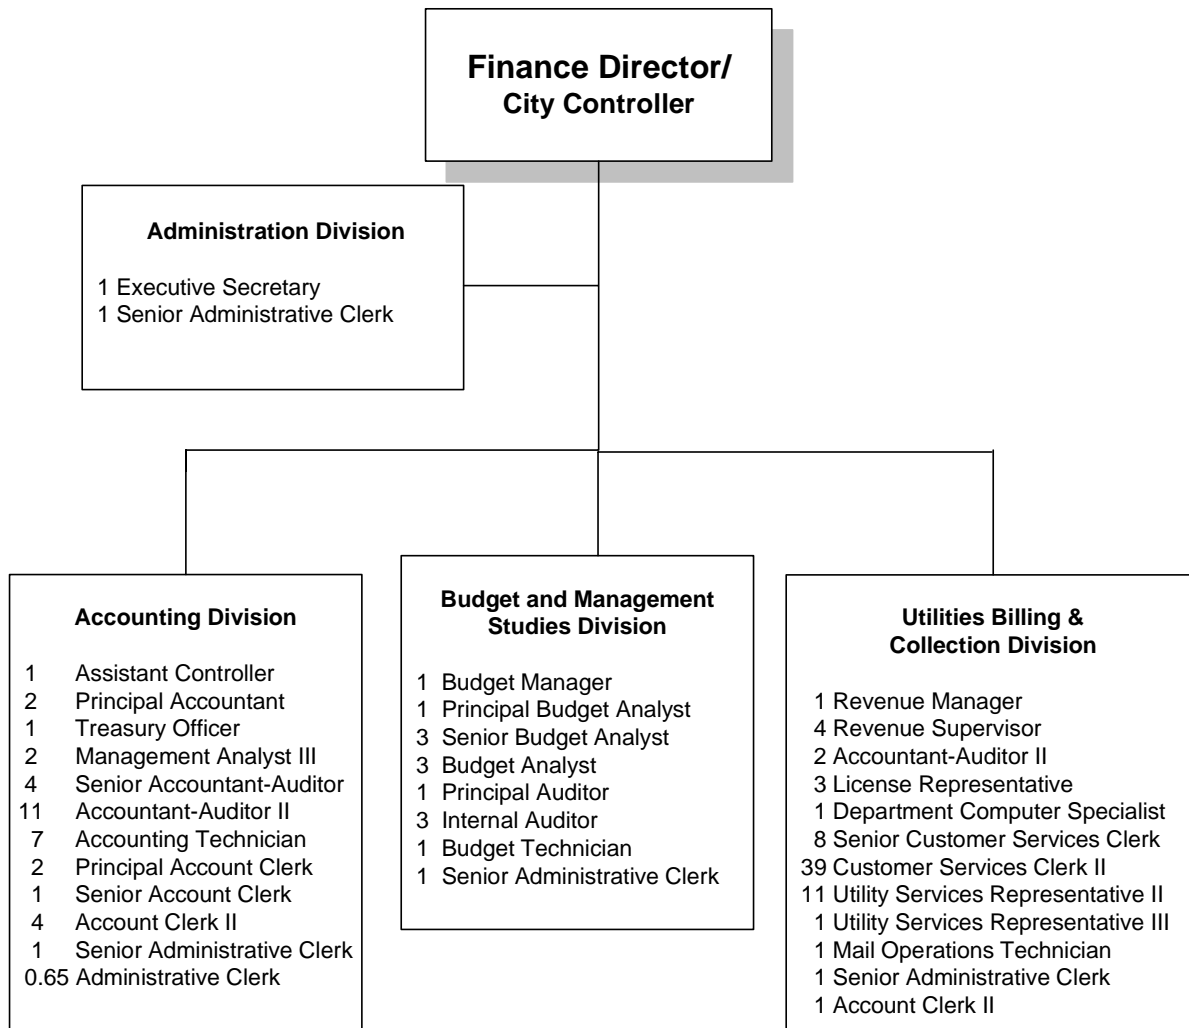 Finance Director/
City Controller
Administration Division
1 Executive Secretary
1 Senior Administrative Clerk
Accounting Division
1 Assistant Controller
2 Principal Accountant
1 Treasury Officer
2 Management Analyst III
4 Senior Accountant-Auditor
11 Accountant-Auditor II
7 Accounting Technician
2 Principal Account Clerk
1 Senior Account Clerk
4 Account Clerk II
1 Senior Administrative Clerk
0.65 Administrative Clerk
Budget and Management
Studies Division
1 Budget Manager
1 Principal Budget Analyst
3 Senior Budget Analyst
3 Budget Analyst
1 Principal Auditor
3 Internal Auditor
1 Budget Technician
1 Senior Administrative Clerk
Utilities Billing &
Collection Division
1 Revenue Manager
4 Revenue Supervisor
2 Accountant-Auditor II
3 License Representative
1 Department Computer Specialist
8 Senior Customer Services Clerk
39 Customer Services Clerk II
11 Utility Services Representative II
1 Utility Services Representative III
1 Mail Operations Technician
1 Senior Administrative Clerk
1 Account Clerk II